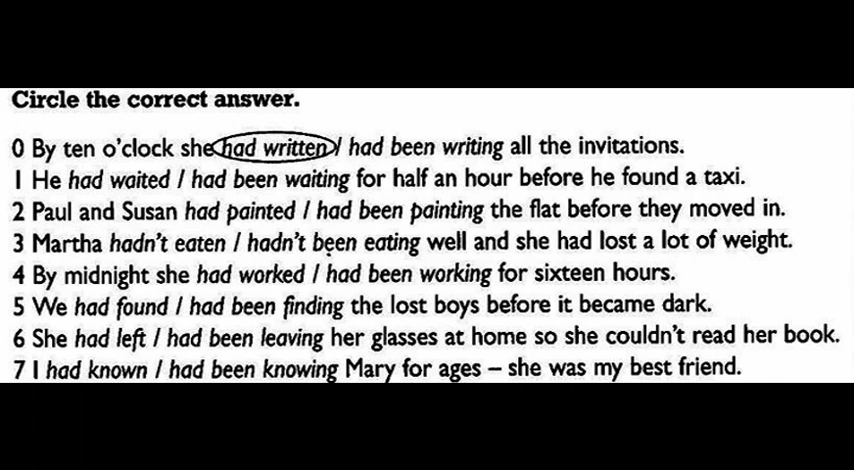 Circle the correct answer.
0 By ten o'clock she had written / had been writing all the invitations.
1 He had waited / had been waiting for half an hour before he found a taxi.
2 Paul and Susan had painted / had been painting the flat before they moved in.
3 Martha hadn't eaten / hadn't been eating well and she had lost a lot of weight.
4 By midnight she had worked / had been working for sixteen hours.
5 We had found / had been finding the lost boys before it became dark.
6 She had left / had been leaving her glasses at home so she couldn't read her book.
7 I had known / had been knowing Mary for ages – she was my best friend.